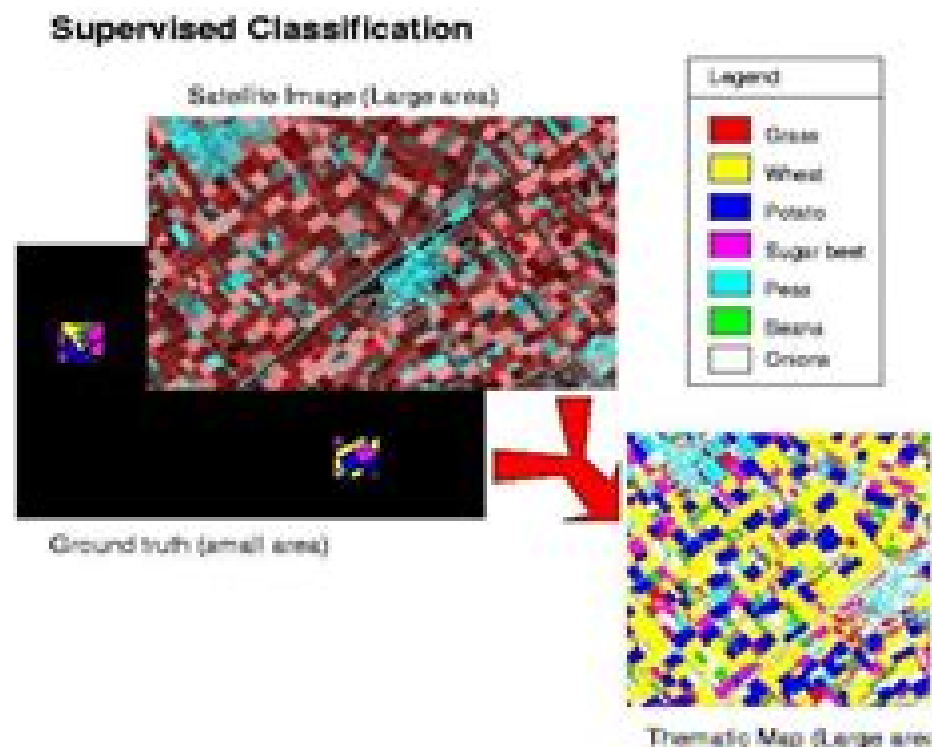 Supervised Classification
Satellite Image (Large area)
Legend
Grass
Wheat
Potato
Sugar beet
Peas
Beans
Onions
Ground truth (small area)
Thematic Map (Large area